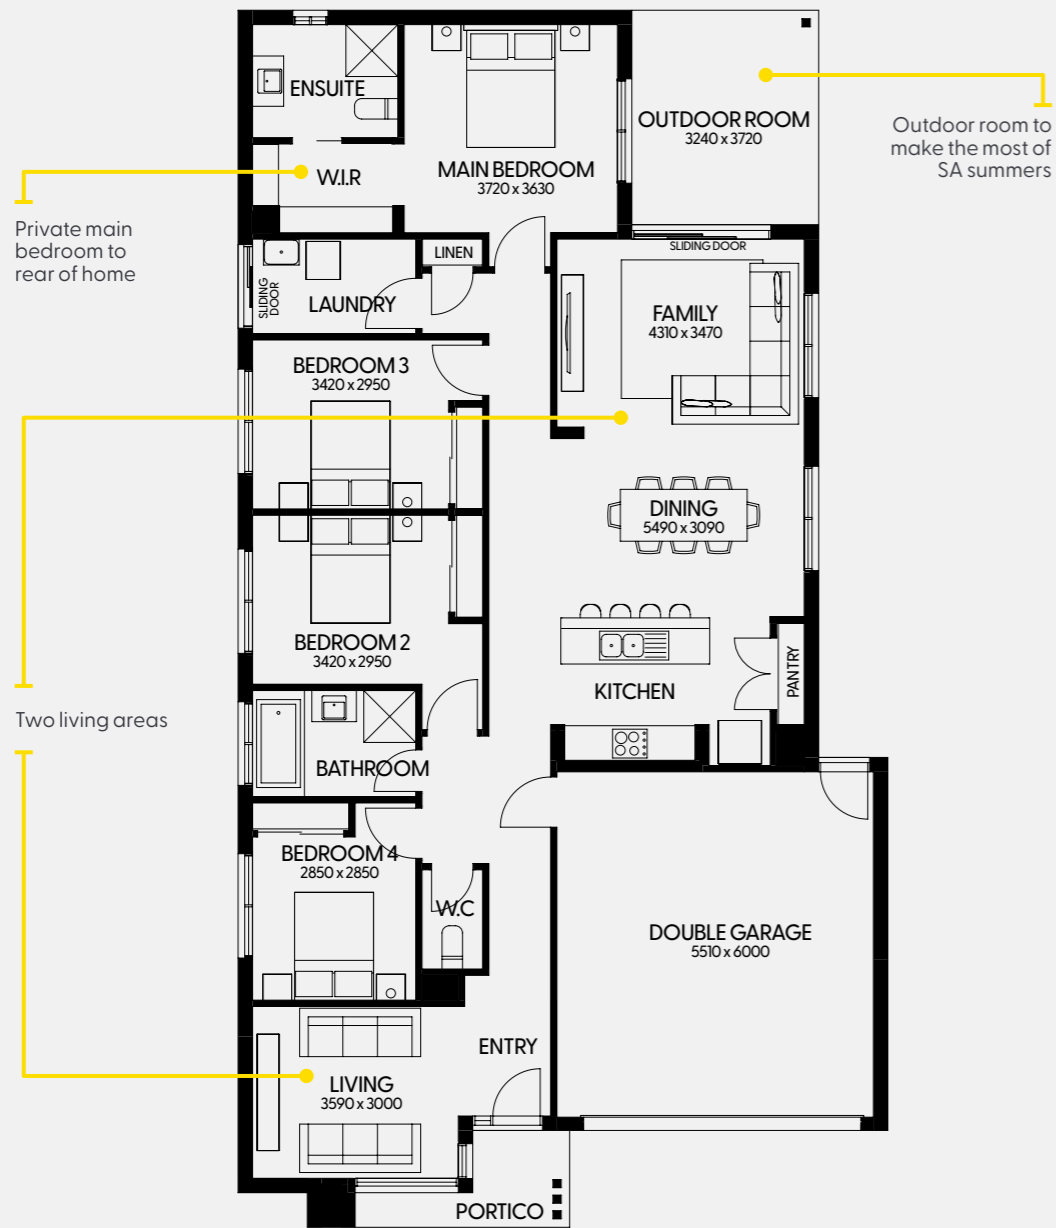 ENSUITE
OUTDOOR ROOM
3240 x 3720
Outdoor room to
make the most of
SA summers
MAIN BEDROOM
3720 x 3630
W.I.R
Private main
bedroom to
rear of home
LINEN
SLIDING DOOR
SLIDING
DOOR
LAUNDRY
FAMILY
4310 x 3470
BEDROOM 3
3420 x 2950
DINING
5490 x 3090
BEDROOM 2
3420 x 2950
KITCHEN
PANTRY
Two living areas
BATHROOM
BEDROOM 4
2850 x 2850
W.C
DOUBLE GARAGE
5510 x 6000
ENTRY
LIVING
3590 x 3000
PORTICO